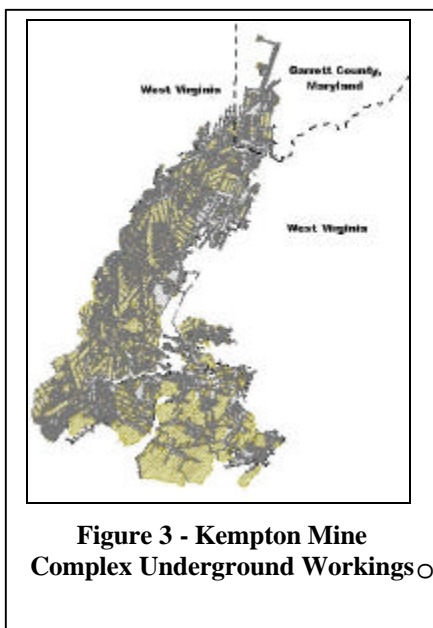 Garrett County,
Maryland
West Virginia
West Virginia
Figure 3 - Kempton Mine
Complex Underground Workings